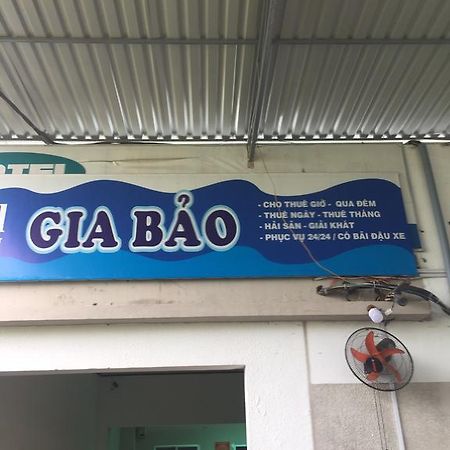 GIA BẢO
- CHO THUÊ GIỜ - QUA ĐÊM
- THUÊ NGÀY - THUÊ THÁNG
- HẢI SẢN - GIẢI KHÁT
- PHỤC VỤ 24/24 / CÓ BÃI ĐẬU XE